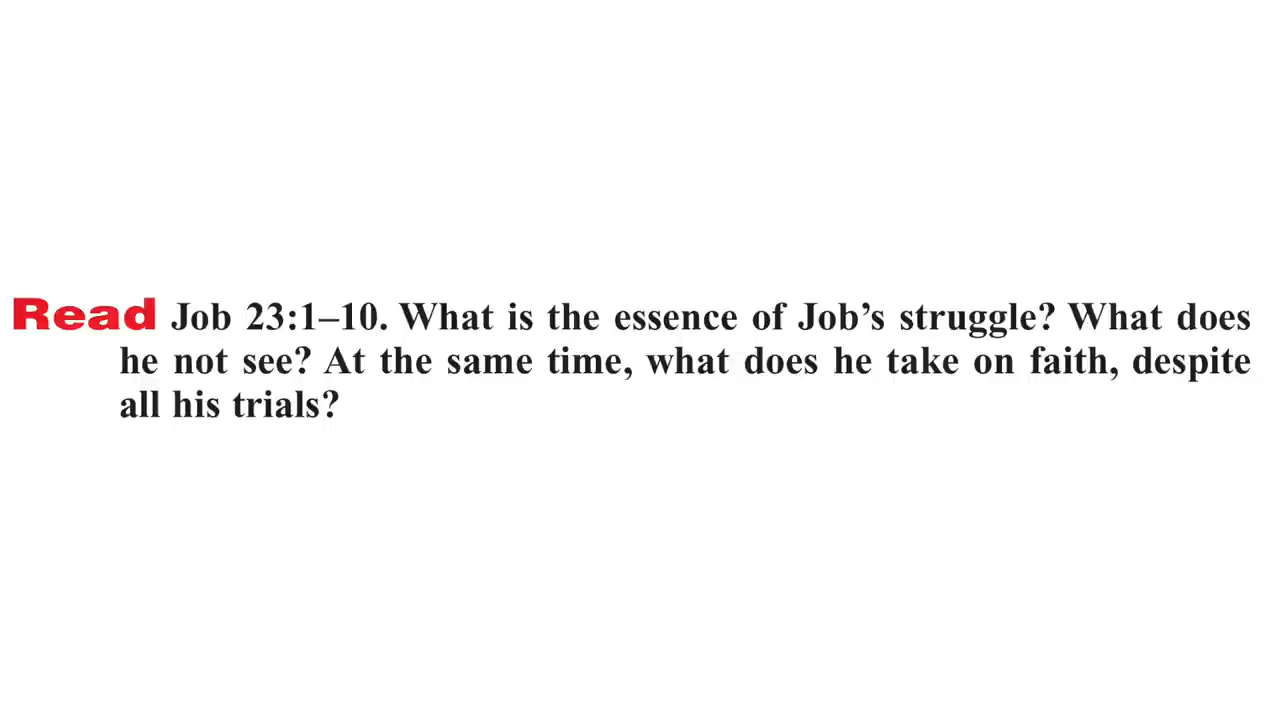 Read Job 23:1–10. What is the essence of Job’s struggle? What does
he not see? At the same time, what does he take on faith, despite
all his trials?